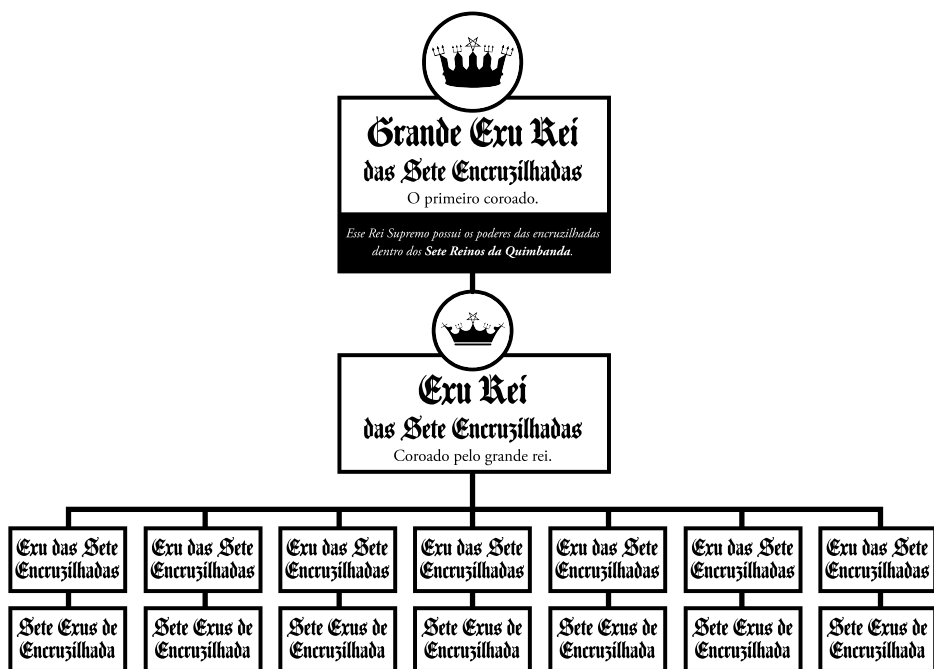 Grande Exu Rei
das Sete Encruzilhadas
O primeiro coroado.
Esse Rei Supremo possui os poderes das encruzilhadas
dentro dos Sete Reinos da Quimbanda.
Exu Rei
das Sete Encruzilhadas
Coroado pelo grande rei.
Exu das Sete
Encruzilhadas
Exu das Sete
Encruzilhadas
Exu das Sete
Encruzilhadas
Exu das Sete
Encruzilhadas
Exu das Sete
Encruzilhadas
Exu das Sete
Encruzilhadas
Exu das Sete
Encruzilhadas
Sete Exus de
Encruzilhada
Sete Exus de
Encruzilhada
Sete Exus de
Encruzilhada
Sete Exus de
Encruzilhada
Sete Exus de
Encruzilhada
Sete Exus de
Encruzilhada
Sete Exus de
Encruzilhada